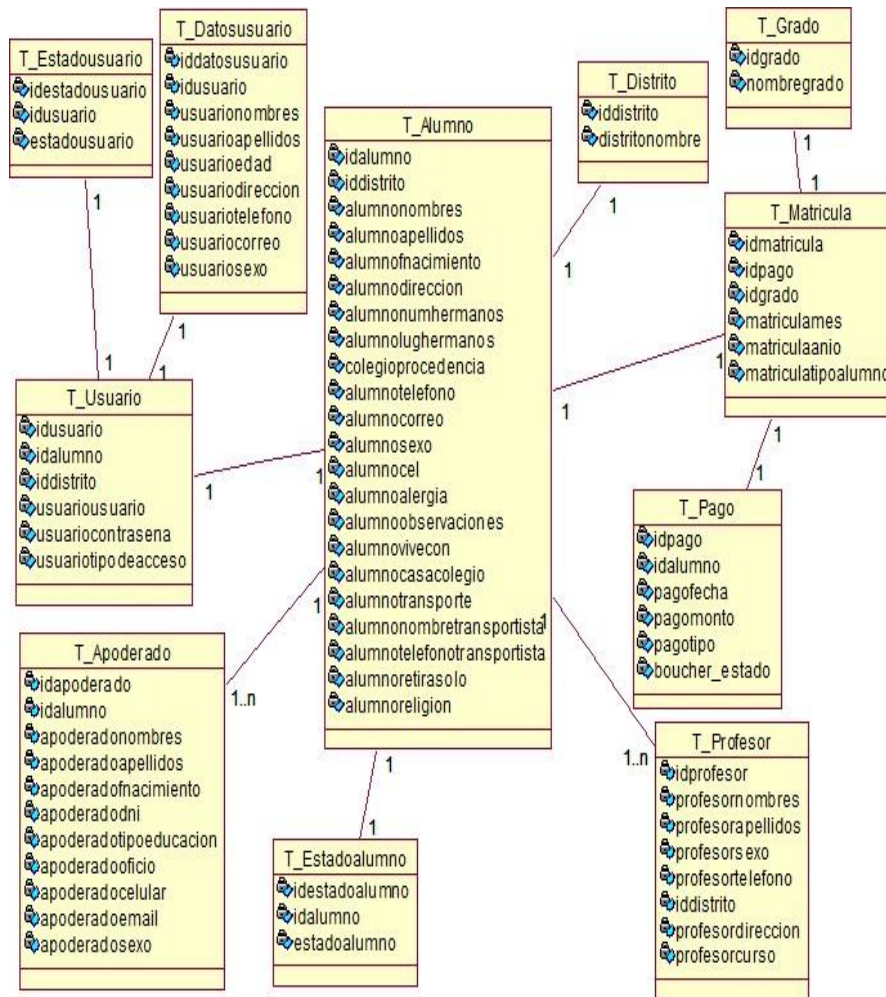 T_Estadousuario
idestadousuario
idusuario
estadousuario
1
1
T_Datosusuario
iddatosusuario
idusuario
usuarionombres
usuarioapellidos
usuarioedad
usuariodireccion
usuariotelefono
usuariocorreo
usuariosexo
1
1
T_Usuario
idusuario
idalumno
iddistrito
usuariousuario
usuariocontrasena
usuariotipodeacceso
1
1
T_Alumno
idalumno
iddistrito
alumnonombres
alumnoapellidos
alumnofnacimiento
alumnodireccion
alumnonumhermanos
alumnolughermanos
colegioprocedencia
alumnotelefono
alumnocorreo
alumnosexo
alumnocel
alumnoalergia
alumnoobservaciones
alumnovivecon
alumnocasacolegio
alumnotransporte
alumnonombretransportista
alumnotelefonotransportista
alumnoretirasolo
alumnoreligion
T_Distrito
iddistrito
distritonombre
1
1
T_Grado
idgrado
nombregrado
1
1
T_Matricula
idmatricula
idpago
idgrado
matriculames
matriculaanio
matriculatipoalumno
1
1
1
1
T_Pago
idpago
idalumno
pagofecha
pagomonto
pagotipo
boucher_estado
1
1..n
T_Apoderado
idapoderado
idalumno
apoderadonombres
apoderadoapellidos
apoderadofnacimiento
apoderadodni
apoderadotipoeducacion
apoderadooficio
apoderadocelular
apoderadoemail
apoderadosexo
1
1
T_Estadoalumno
idestadoalumno
idalumno
estadoalumno
1
1..n
T_Profesor
idprofesor
profesornombres
profesorapellidos
profesorsexo
profesortelefono
iddistrito
profesordireccion
profesorcurso